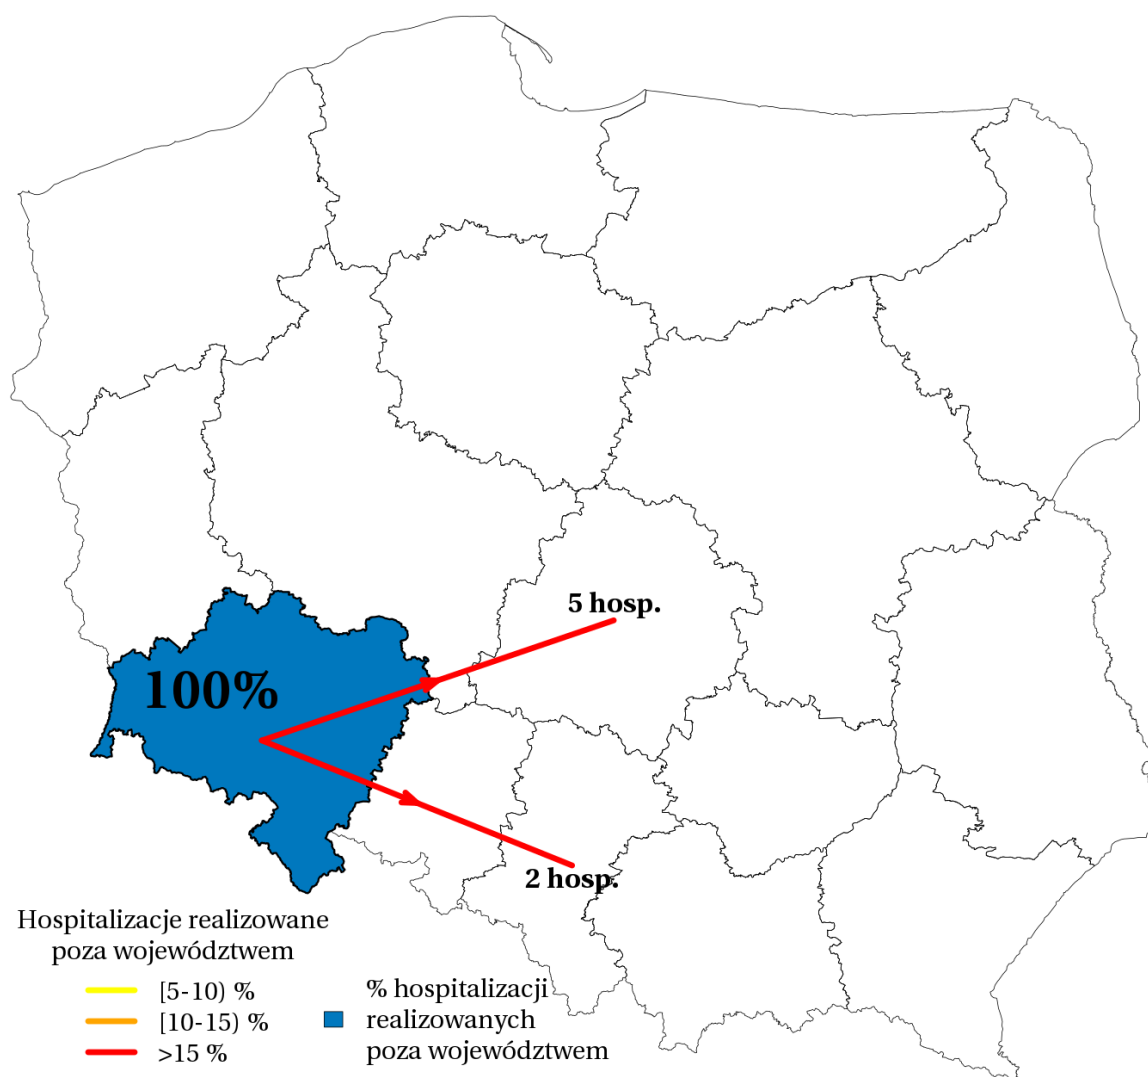 5 hosp.
100%
2 hosp.
Hospitalizacje realizowane
poza województwem
[5-10) %
[10-15) %
>15 %
% hospitalizacji
realizowanych
poza województwem